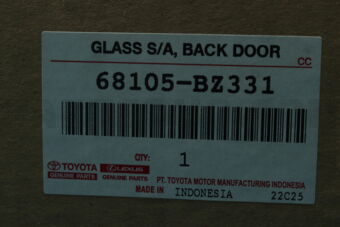 GLASS S/A, BACK DOOR
CC
68105-BZ331
QTY: 1
TOYOTA LEXUS
GENUINE PARTS GENUINE PARTS
PT. TOYOTA MOTOR MANUFACTURING INDONESIA
MADE IN INDONESIA 22C25